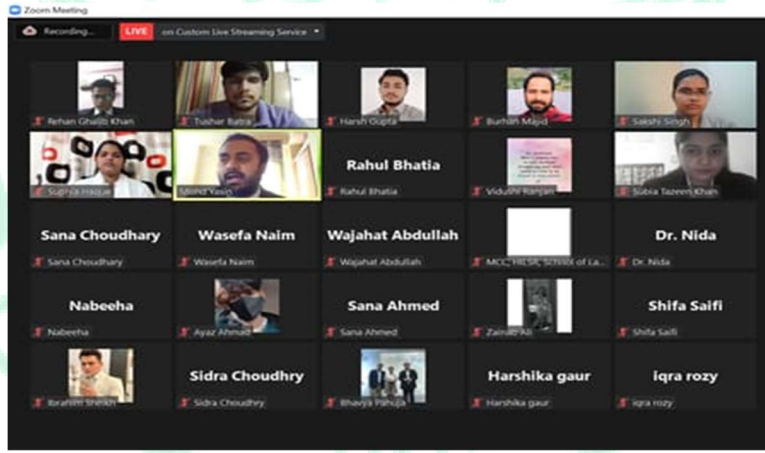 Zoom Meeting
Recording... LIVE on Custom Live Streaming Service
Rehan Ghalib Khan Tushar Batra Harsh Gupta Burhan Majid Sakshi Singh
Rahul Bhatia
Suphia Haque Mohd Yasin Rahul Bhatia Vidushi Ranjan Subia Tazeen Khan
Sana Choudhary Wasefa Naim Wajahat Abdullah Dr. Nida
Sana Choudhary Wasefa Naim Wajahat Abdullah MCC, HILSR, School of La... Dr. Nida
Nabeeha Sana Ahmed Shifa Saifi
Nabeeha Ayaz Ahmad Sana Ahmed Zainab Ali Shifa Saifi
Sidra Choudhry Harshika gaur iqra rozy
Ibrahim Sheikh Sidra Choudhry Bhavya Pahuja Harshika gaur iqra rozy